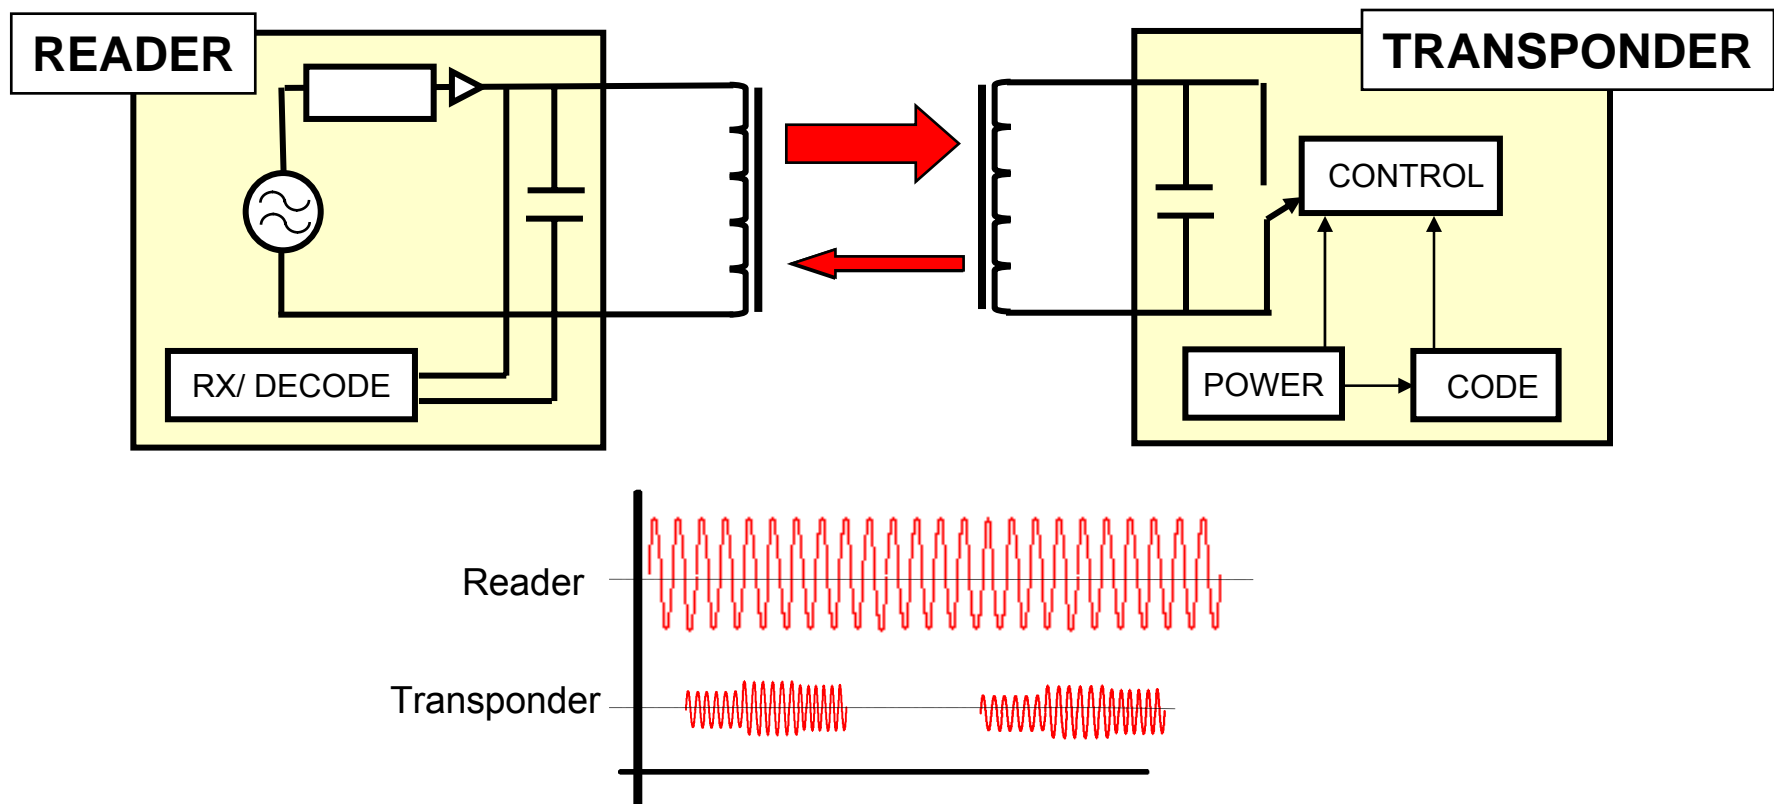 READER
TRANSPONDER
CONTROL
RX/ DECODE
POWER
CODE
Reader
Transponder